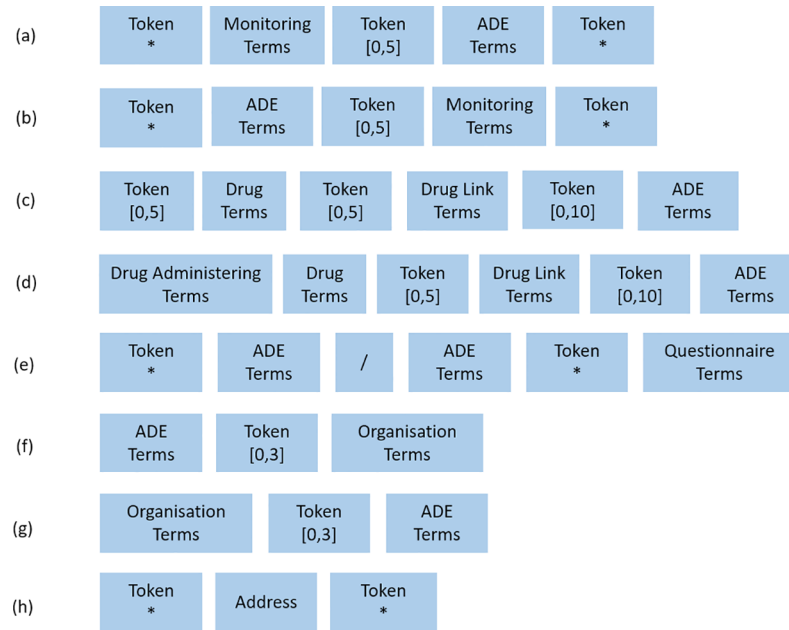 (a) Token * Monitoring Terms Token [0,5] ADE Terms Token *
(b) Token * ADE Terms Token [0,5] Monitoring Terms Token *
(c) Token [0,5] Drug Terms Token [0,5] Drug Link Terms Token [0,10] ADE Terms
(d) Drug Administering Terms Drug Terms Token [0,5] Drug Link Terms Token [0,10] ADE Terms
(e) Token * ADE Terms / ADE Terms Token * Questionnaire Terms
(f) ADE Terms Token [0,3] Organisation Terms
(g) Organisation Terms Token [0,3] ADE Terms
(h) Token * Address Token *